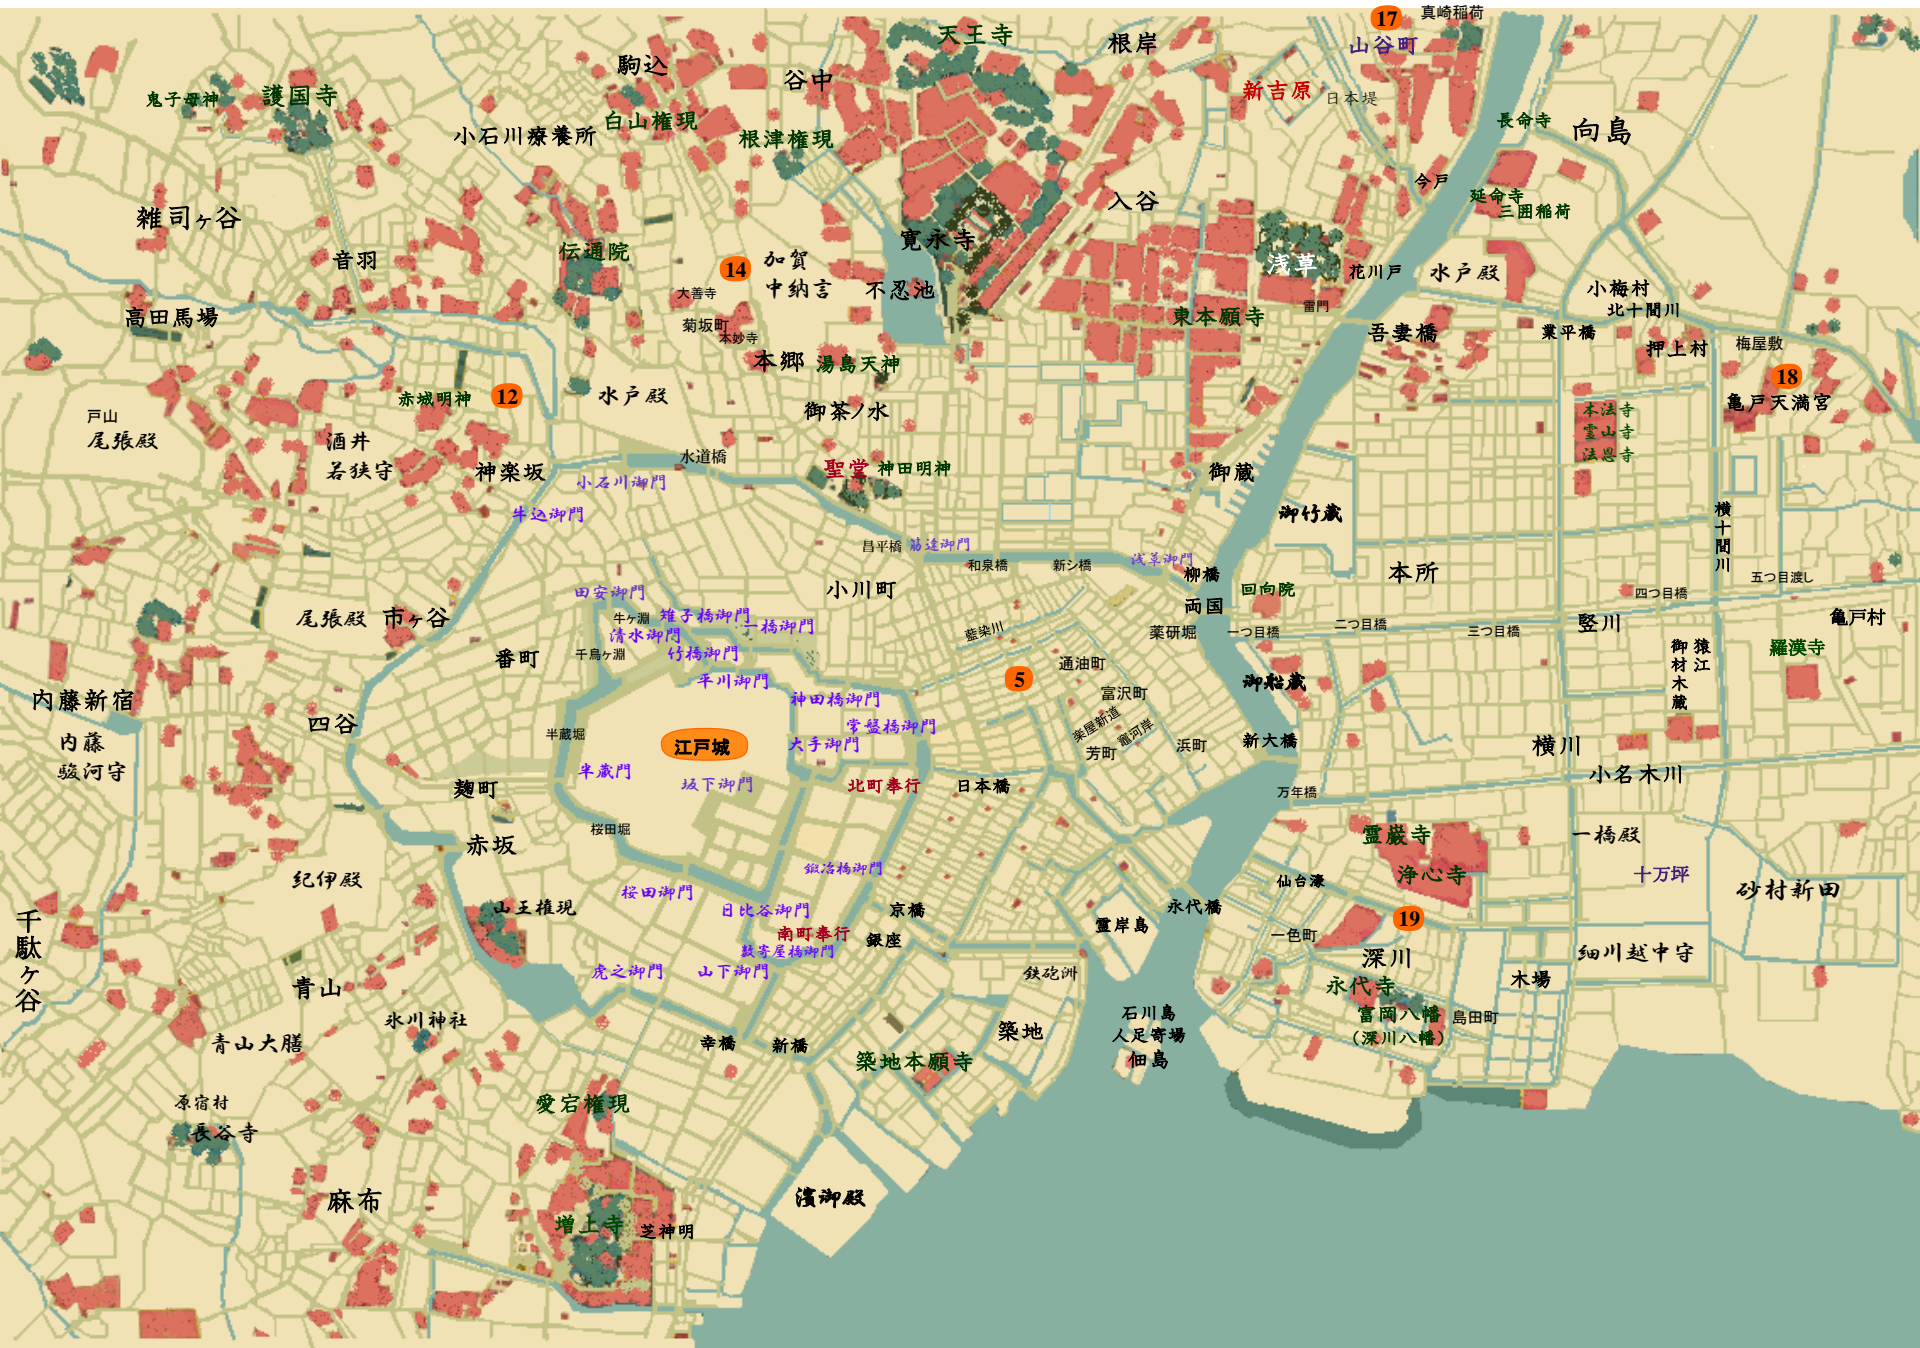 17
真崎稲荷
山谷町
天王寺
根岸
駒込
谷中
新吉原
日本堤
鬼子母神
護国寺
白山権現
小石川療養所
根津権現
長命寺
向島
今戸
延命寺
三囲稲荷
入谷
雑司ヶ谷
音羽
伝通院
14
加賀
中納言
寛永寺
不忍池
浅草
花川戸
水戸殿
大善寺
菊坂町
本妙寺
雷門
東本願寺
吾妻橋
小梅村
北十間川
業平橋
押上村
梅屋敷
高田馬場
本郷
湯島天神
18
亀戸天満宮
赤城明神
12
水戸殿
御茶ノ水
本法寺
霊山寺
法恩寺
戸山
尾張殿
酒井
若狭守
神楽坂
水道橋
聖堂
神田明神
御蔵
小石川御門
牛込御門
御竹蔵
横十間川
昌平橋
筋違御門
和泉橋
新シ橋
浅草御門
柳橋
両国
回向院
本所
五つ目渡し
四つ目橋
小川町
田安御門
牛ヶ淵
雉子橋御門
一橋御門
清水御門
竹橋御門
千鳥ヶ淵
平川御門
尾張殿
市ヶ谷
番町
藍染川
薬研堀
一つ目橋
二つ目橋
三つ目橋
竪川
亀戸村
羅漢寺
猿江
御材木蔵
5
通油町
富沢町
楽屋新道
竈河岸
芳町
浜町
御船蔵
新大橋
内藤新宿
内藤
駿河守
四谷
半蔵堀
江戸城
神田橋御門
常盤橋御門
大手御門
半蔵門
坂下御門
北町奉行
日本橋
横川
小名木川
万年橋
麹町
桜田堀
赤坂
霊巌寺
浄心寺
一橋殿
十万坪
砂村新田
鍛冶橋御門
紀伊殿
桜田御門
日比谷御門
京橋
南町奉行
銀座
数寄屋橋御門
虎之御門
山下御門
山王権現
霊岸島
永代橋
仙台濠
19
一色町
深川
細川越中守
千駄ヶ谷
青山
鉄砲洲
永代寺
木場
富岡八幡
(深川八幡)
島田町
石川島
人足寄場
佃島
築地
氷川神社
青山大膳
幸橋
新橋
築地本願寺
原宿村
長谷寺
愛宕権現
麻布
濱御殿
増上寺
芝神明